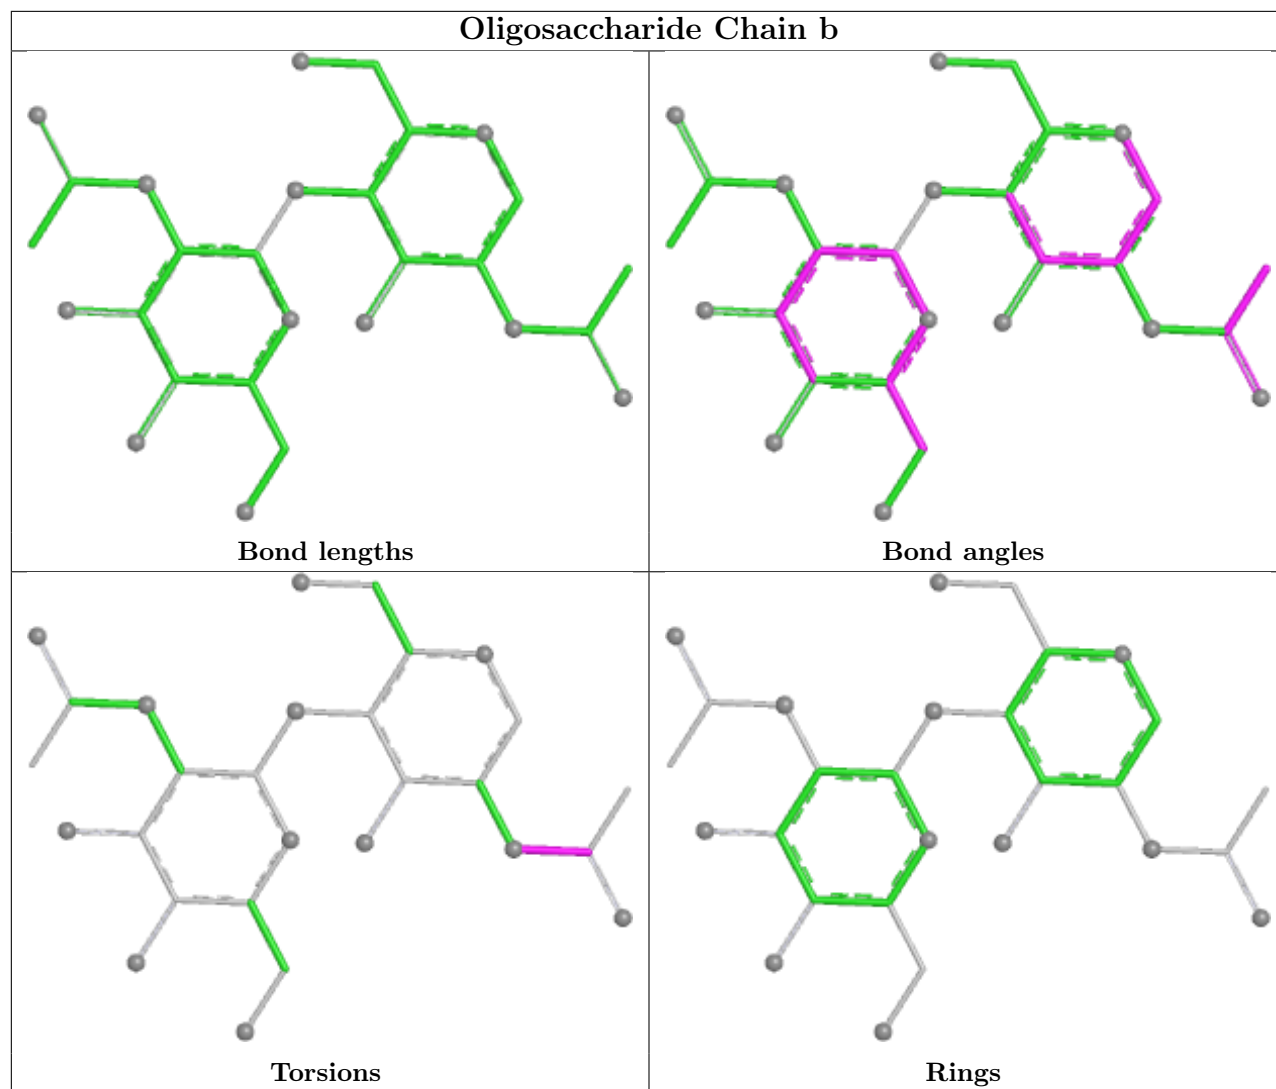 Oligosaccharide Chain b
Bond lengths
Bond angles
Torsions
Rings